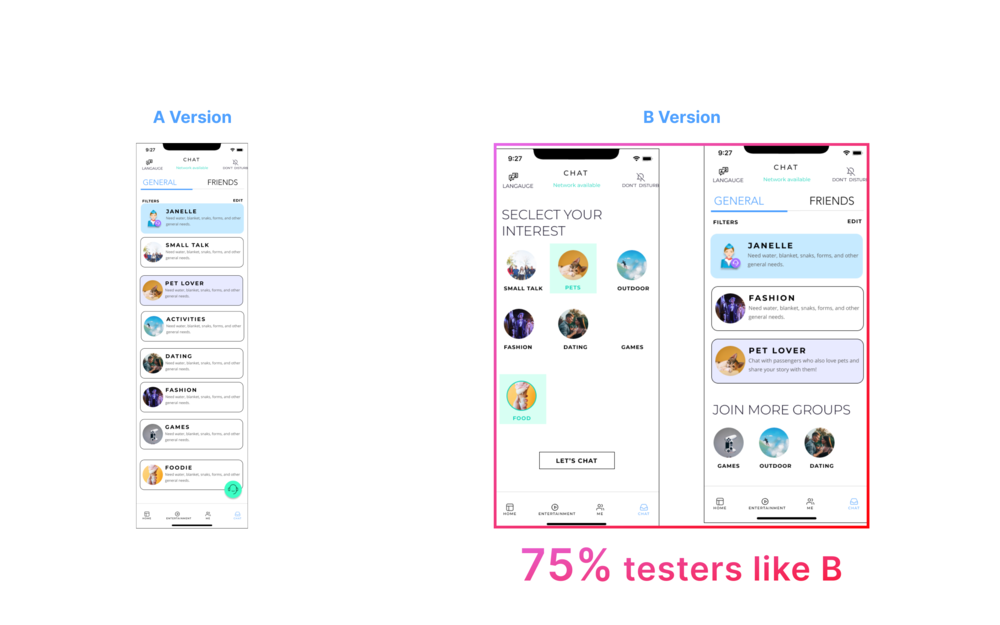 A Version
B Version
9:27
CHAT
LANGAUGE
Network available
DON'T DISTURB
GENERAL
FRIENDS
FILTERS
EDIT
JANELLE
Need water, blanket, snaks, forms, and other
general needs.
SMALL TALK
Need water, blanket, snaks, forms, and other
general needs.
PET LOVER
Need water, blanket, snaks, forms, and other
general needs.
ACTIVITIES
Need water, blanket, snaks, forms, and other
general needs.
DATING
Need water, blanket, snaks, forms, and other
general needs.
FASHION
Need water, blanket, snaks, forms, and other
general needs.
GAMES
Need water, blanket, snaks, forms, and other
general needs.
FOODIE
Need water, blanket, snaks, forms, and other
general needs.
HOME
ENTERTAINMENT
ME
CHAT
9:27
CHAT
LANGAUGE
Network available
DON'T DISTURB
SECLECT YOUR
INTEREST
SMALL TALK
PETS
OUTDOOR
FASHION
DATING
GAMES
FOOD
LET'S CHAT
HOME
ENTERTAINMENT
ME
CHAT
9:27
CHAT
LANGAUGE
Network available
DON'T DISTUR
GENERAL
FRIENDS
FILTERS
EDIT
JANELLE
Need water, blanket, snaks, forms, and other
general needs.
FASHION
Need water, blanket, snaks, forms, and other
general needs.
PET LOVER
Chat with passengers who also love pets and
share your story with them!
JOIN MORE GROUPS
GAMES
OUTDOOR
DATING
HOME
ENTERTAINMENT
ME
CHAT
75% testers like B